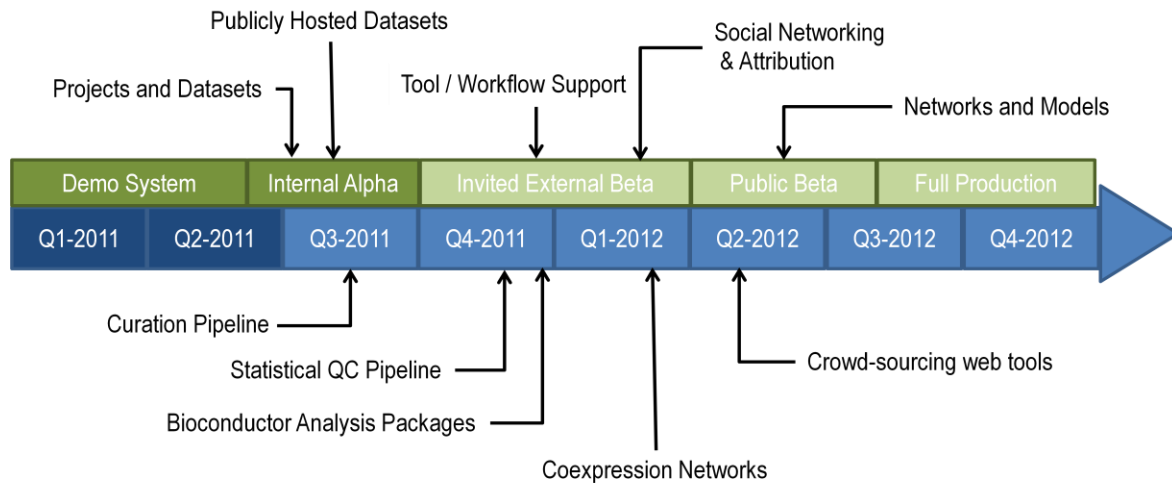 Publicly Hosted Datasets
Social Networking
& Attribution
Projects and Datasets
Tool / Workflow Support
Networks and Models
Demo System
Internal Alpha
Invited External Beta
Public Beta
Full Production
Q1-2011
Q2-2011
Q3-2011
Q4-2011
Q1-2012
Q2-2012
Q3-2012
Q4-2012
Curation Pipeline
Statistical QC Pipeline
Crowd-sourcing web tools
Bioconductor Analysis Packages
Coexpression Networks